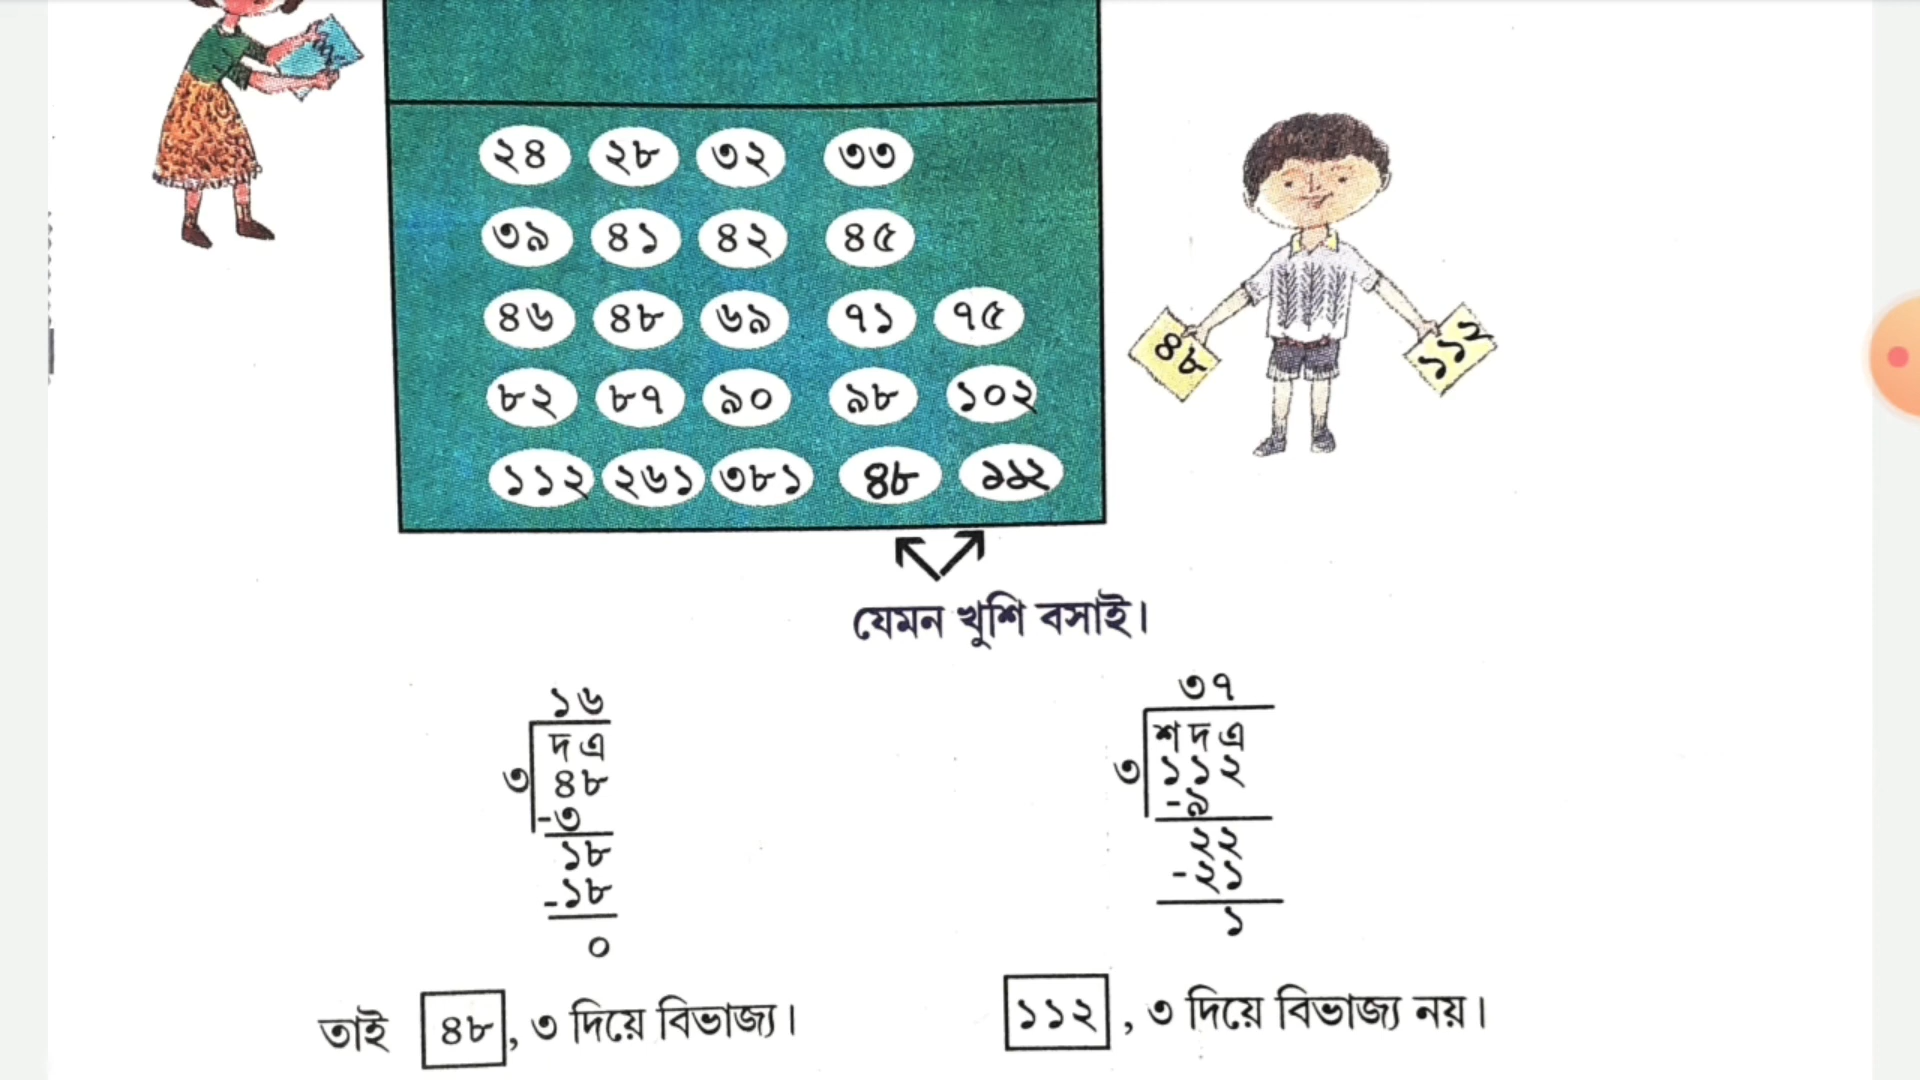 ২৪ ২৮ ৩২ ৩৩
৩৯ ৪১ ৪২ ৪৫
৪৬ ৪৮ ৬৯ ৭১ ৭৫
৮২ ৮৭ ৯০ ৯৮ ১০২
১১২ ২৬১ ৩৮১ ৪৮ ১১২
৪৮ ১১২
যেমন খুশি বসাই।
১৬
দ এ
৩ ৪৮
-৩
১৮
-১৮
০
৩৭
শ দ এ
৩ ১১২
-৯
২২
-২১
১
তাই ৪৮, ৩ দিয়ে বিভাজ্য।
১১২, ৩ দিয়ে বিভাজ্য নয়।